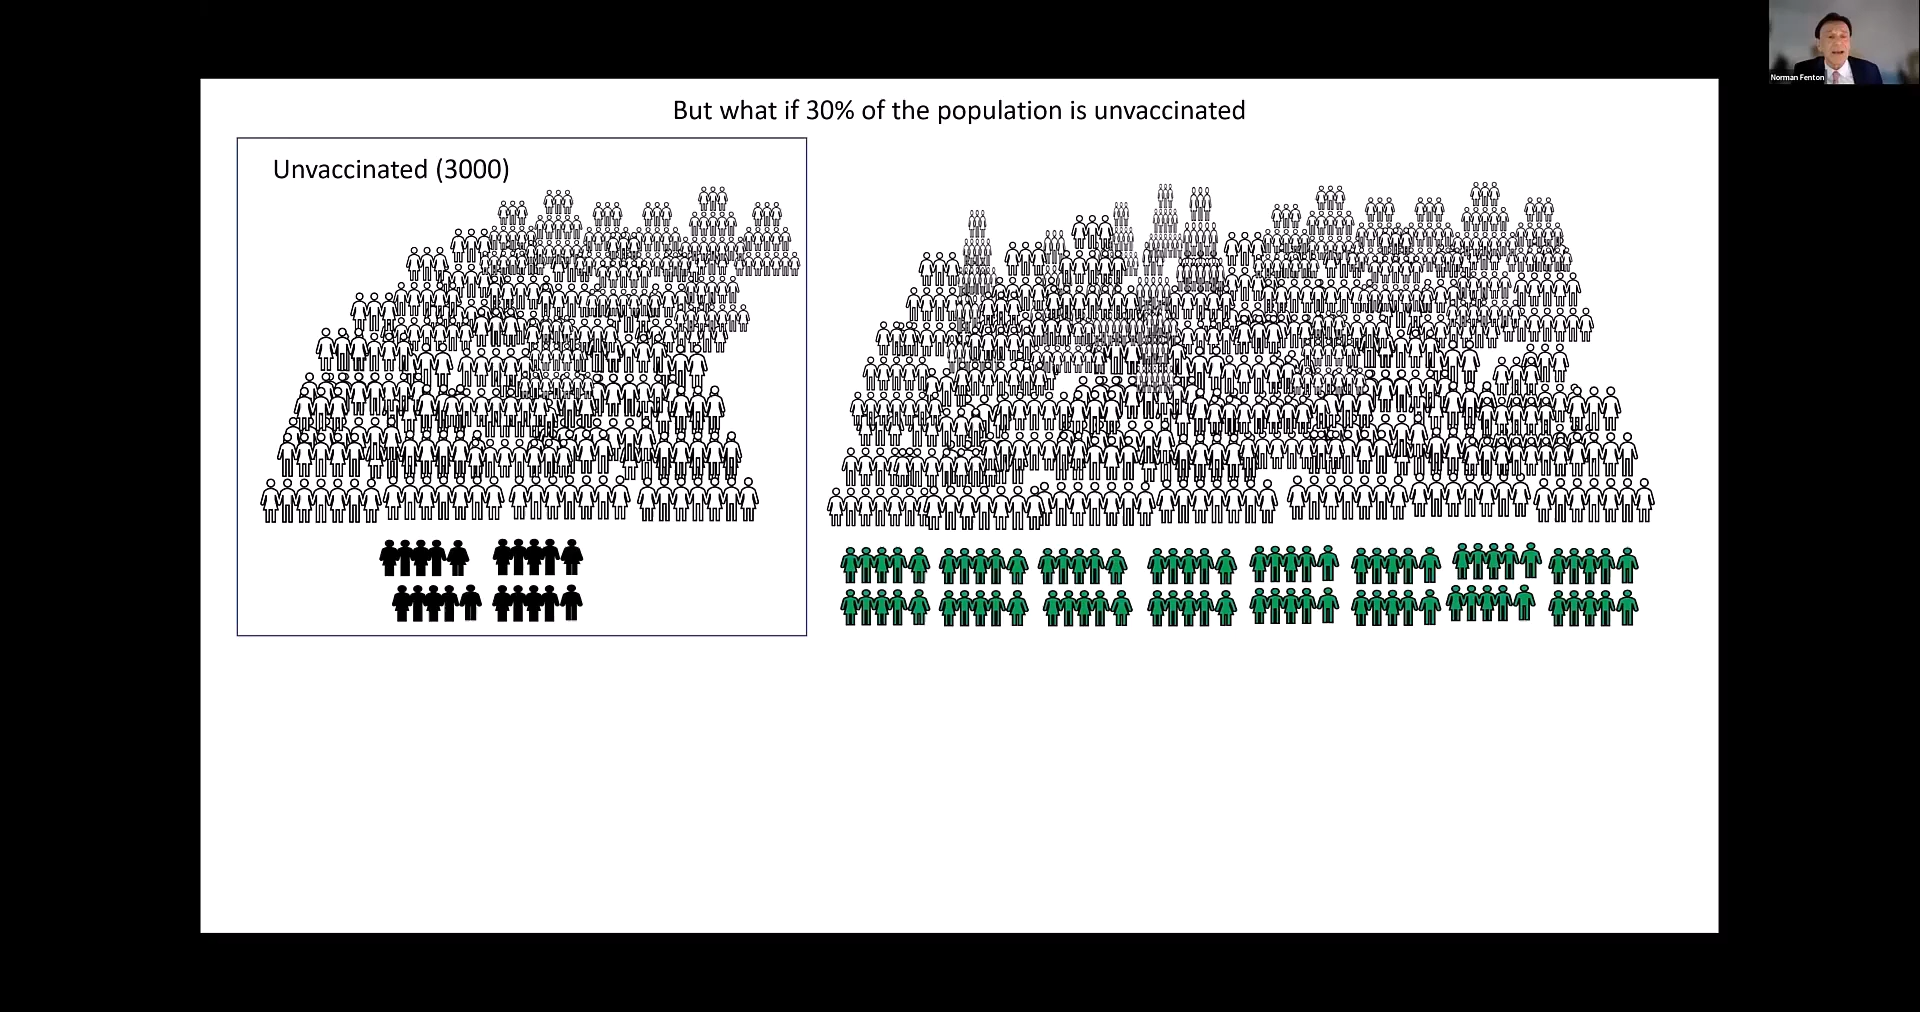 Norman Fenton
But what if 30% of the population is unvaccinated
Unvaccinated (3000)